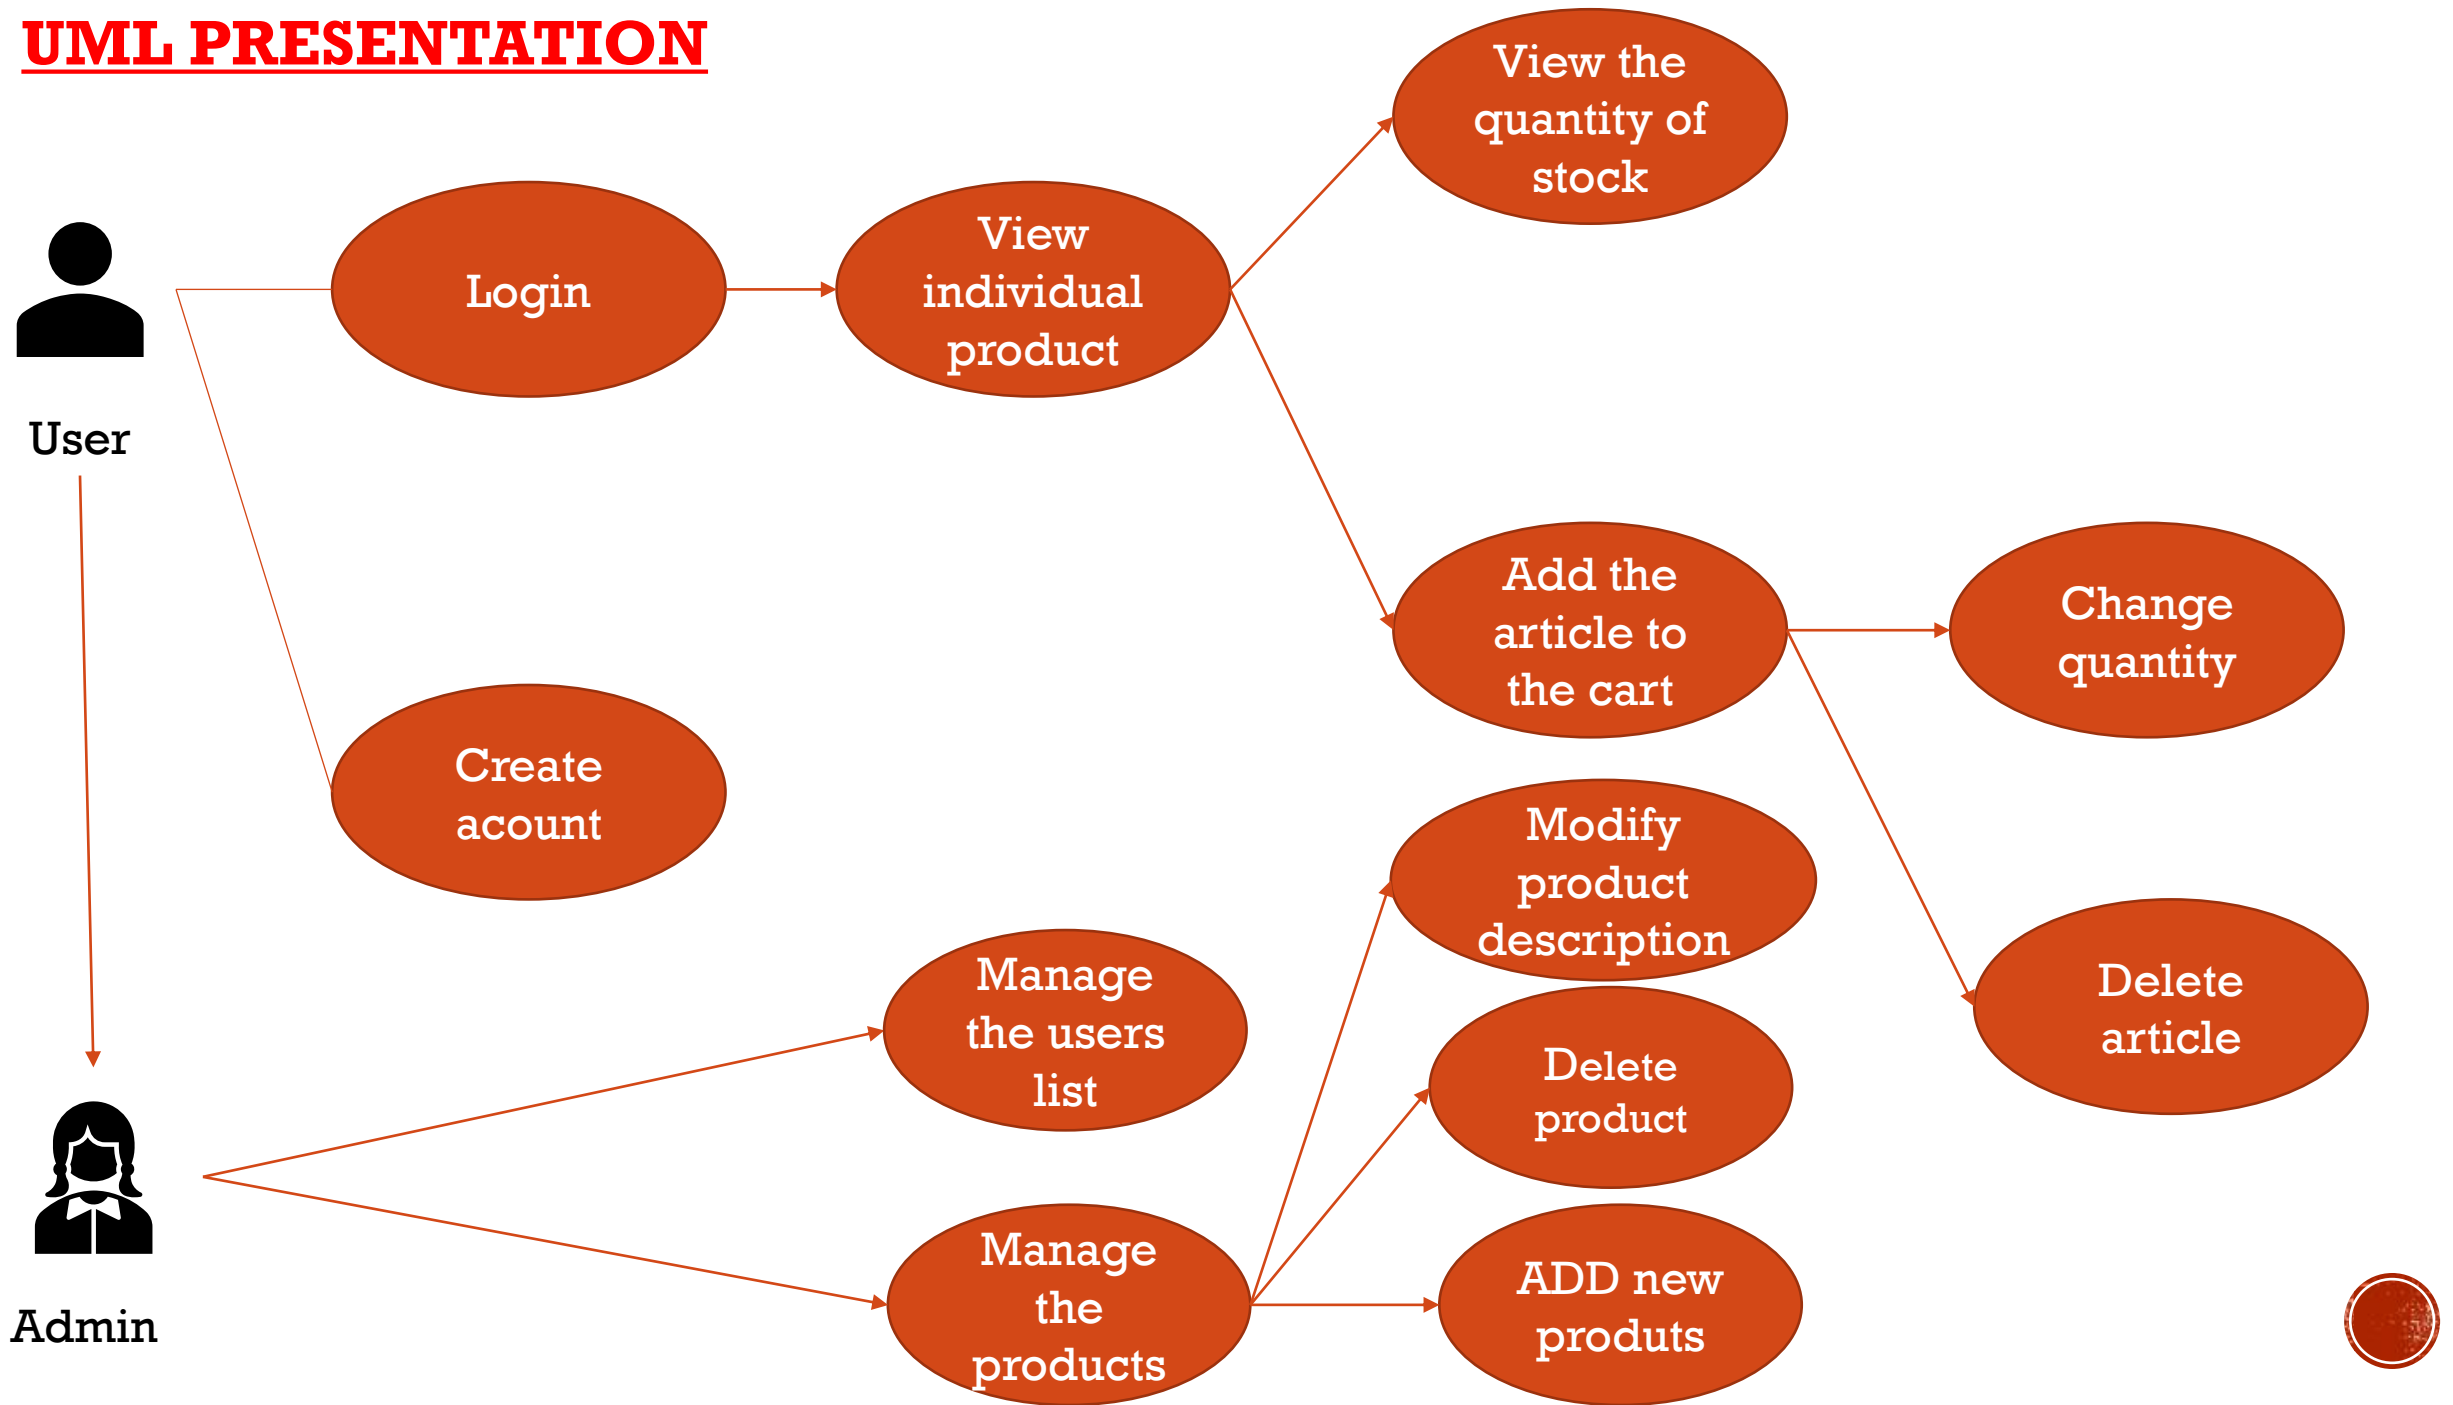 UML PRESENTATION
View the
quantity of
stock
Login
View
individual
product
User
Add the
article to
the cart
Change
quantity
Create
acount
Modify
product
description
Manage
the users
list
Delete
article
Delete
product
Manage
the
products
ADD new
produts
Admin